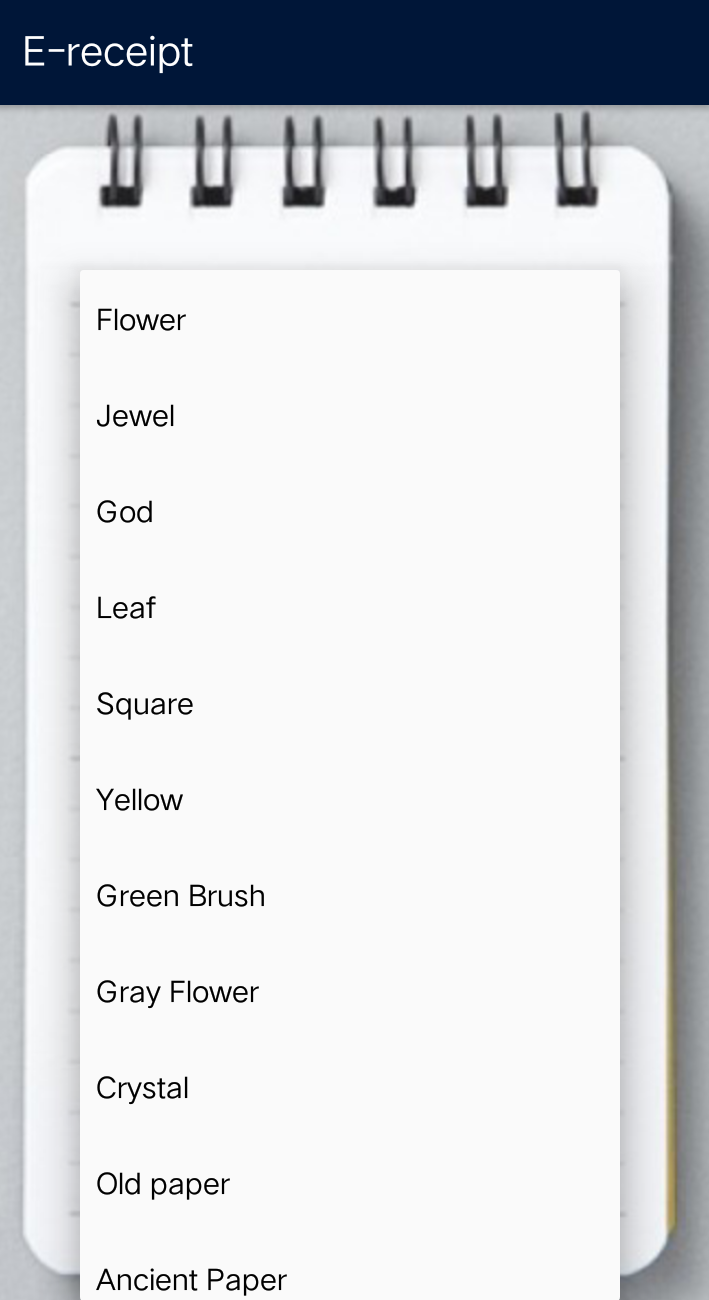 E-receipt
Flower
Jewel
God
Leaf
Square
Yellow
Green Brush
Gray Flower
Crystal
Old paper
Ancient Paper